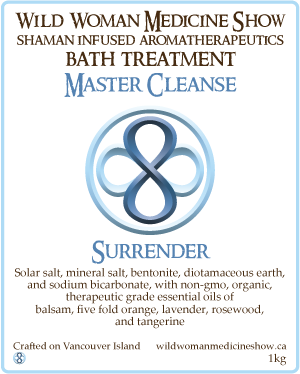 Wild Woman Medicine Show
shaman infused aromatherapeutics
bath treatment
Master Cleanse
Surrender
Solar salt, mineral salt, bentonite, diotamaceous earth,
and sodium bicarbonate, with non-gmo, organic,
therapeutic grade essential oils of
balsam, five fold orange, lavender, rosewood,
and tangerine
Crafted on Vancouver Island wildwomanmedicineshow.ca
1kg